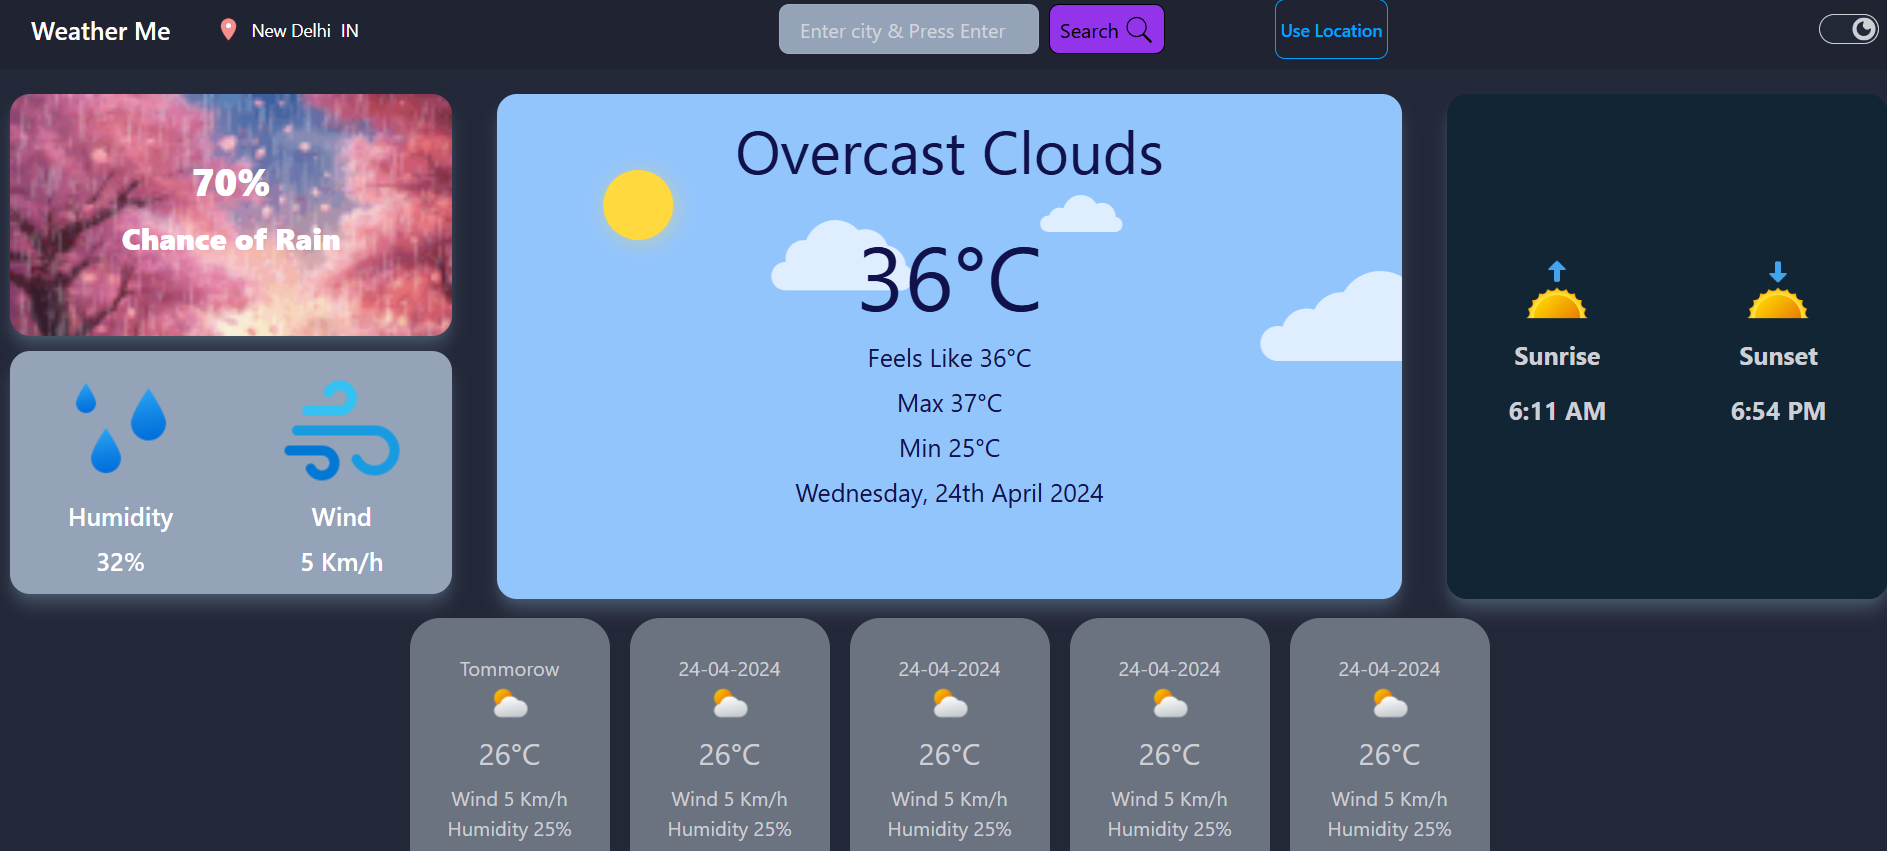 Weather Me
New Delhi IN
Enter city & Press Enter
Search
Use Location
70%
Chance of Rain
Humidity
32%
Wind
5 Km/h
Overcast Clouds
36°C
Feels Like 36°C
Max 37°C
Min 25°C
Wednesday, 24th April 2024
Sunrise
6:11 AM
Sunset
6:54 PM
Tommorow
26°C
Wind 5 Km/h
Humidity 25%
24-04-2024
26°C
Wind 5 Km/h
Humidity 25%
24-04-2024
26°C
Wind 5 Km/h
Humidity 25%
24-04-2024
26°C
Wind 5 Km/h
Humidity 25%
24-04-2024
26°C
Wind 5 Km/h
Humidity 25%